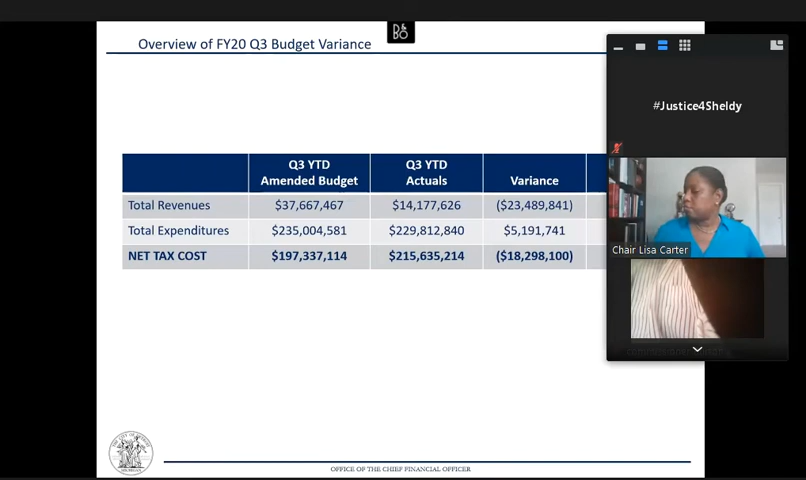 Overview of FY20 Q3 Budget Variance
D&
BO
#Justice4Sheldy
Q3 YTD Amended Budget Q3 YTD Actuals Variance
Total Revenues $37,667,467 $14,177,626 ($23,489,841)
Total Expenditures $235,004,581 $229,812,840 $5,191,741
NET TAX COST $197,337,114 $215,635,214 ($18,298,100)
Chair Lisa Carter
OFFICE OF THE CHIEF FINANCIAL OFFICER